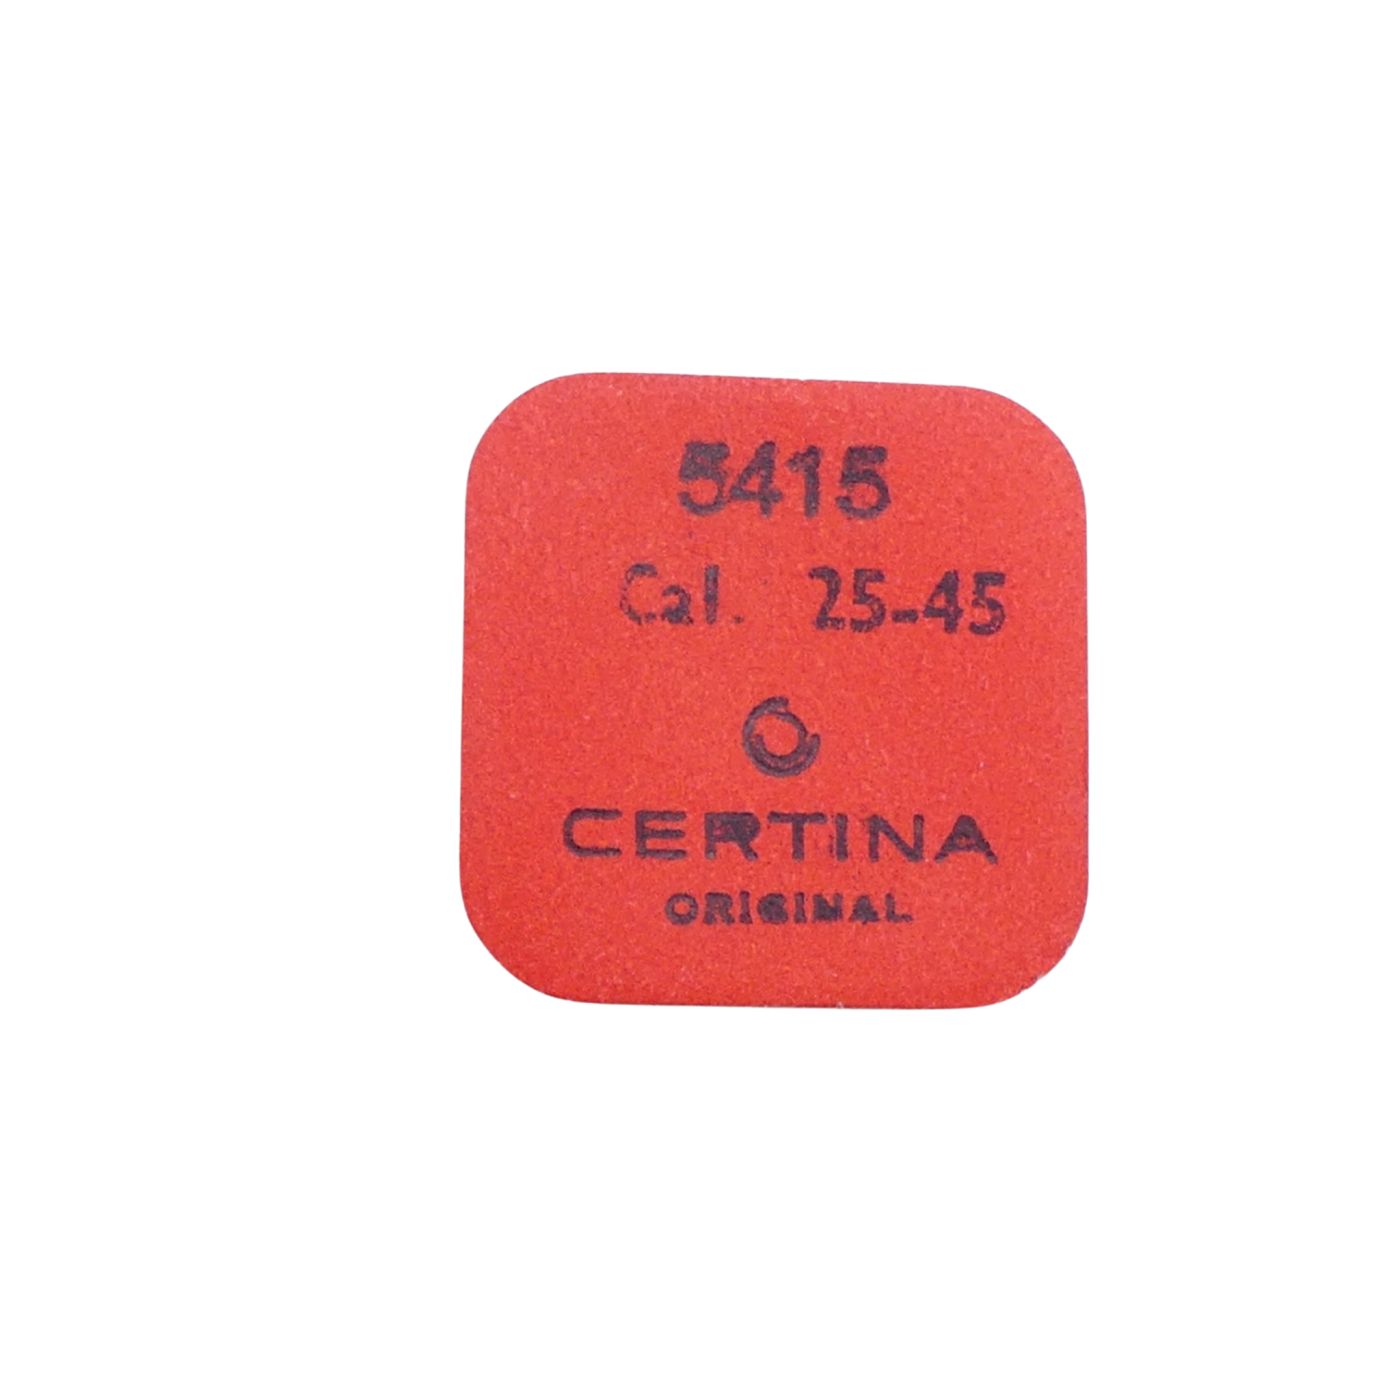 5415
Cal. 25-45
CERTINA
ORIGINAL